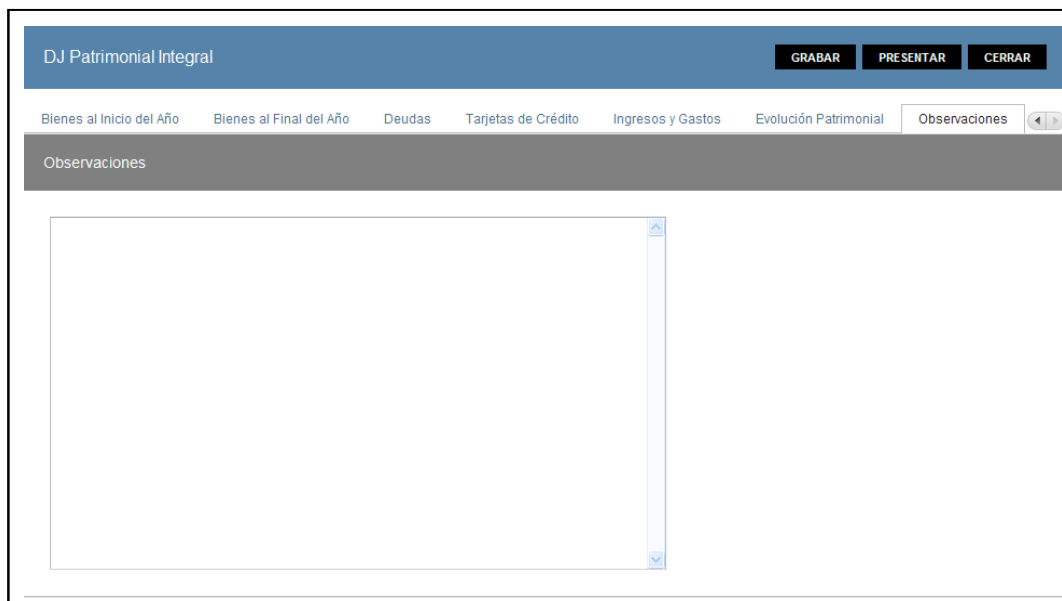 DJ Patrimonial Integral GRABAR PRESENTAR CERRAR
Bienes al Inicio del Año Bienes al Final del Año Deudas Tarjetas de Crédito Ingresos y Gastos Evolución Patrimonial Observaciones
Observaciones